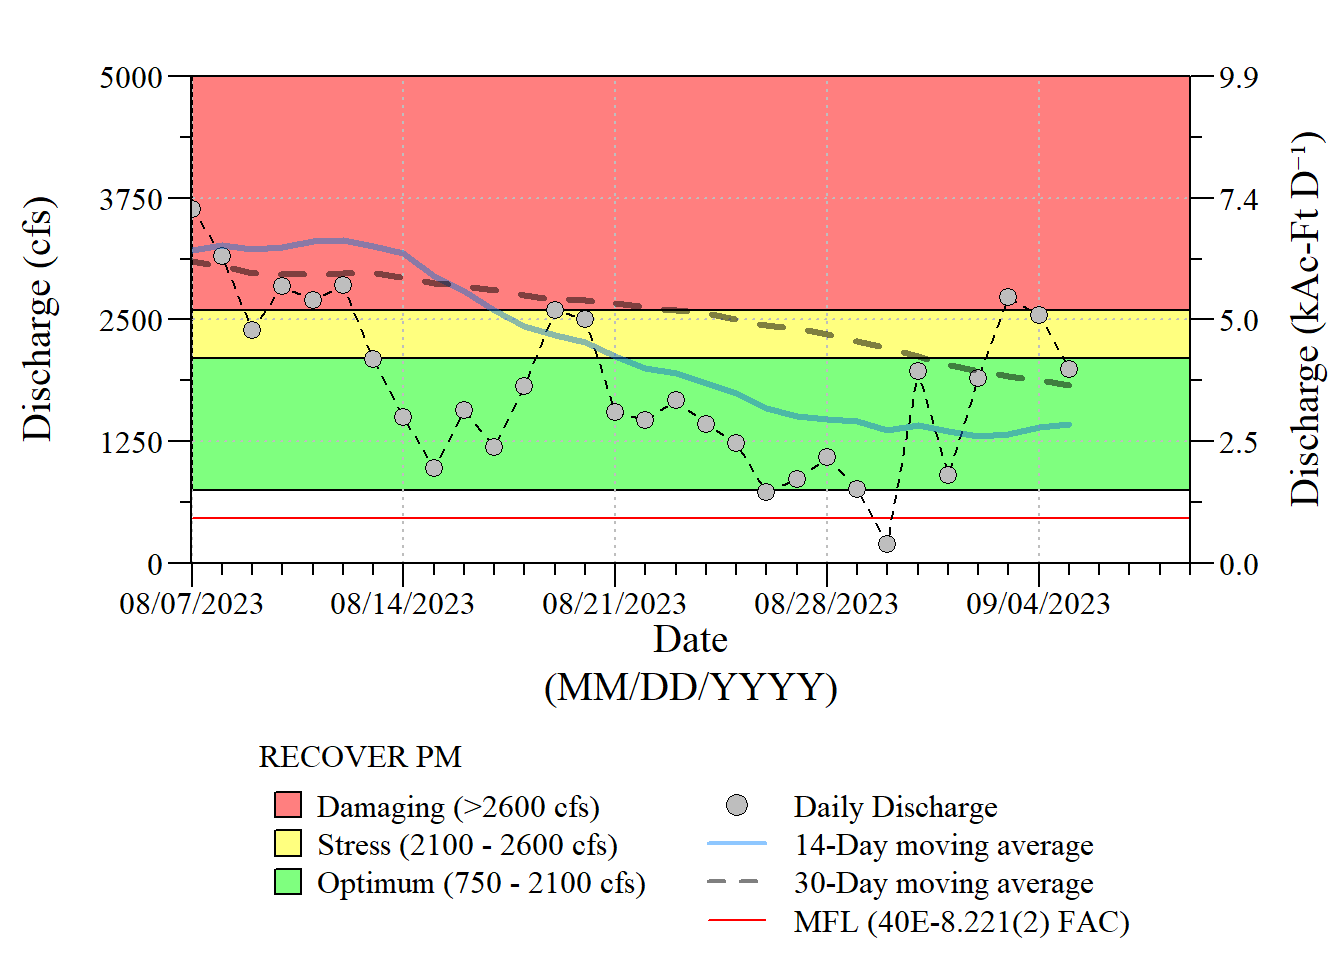 5000
3750
2500
1250
0
Discharge (cfs)
9.9
7.4
5.0
2.5
0.0
Discharge (kAc-Ft D⁻¹)
08/07/2023 08/14/2023 08/21/2023 08/28/2023 09/04/2023
Date
(MM/DD/YYYY)
RECOVER PM
Damaging (>2600 cfs)
Stress (2100 - 2600 cfs)
Optimum (750 - 2100 cfs)
Daily Discharge
14-Day moving average
30-Day moving average
MFL (40E-8.221(2) FAC)